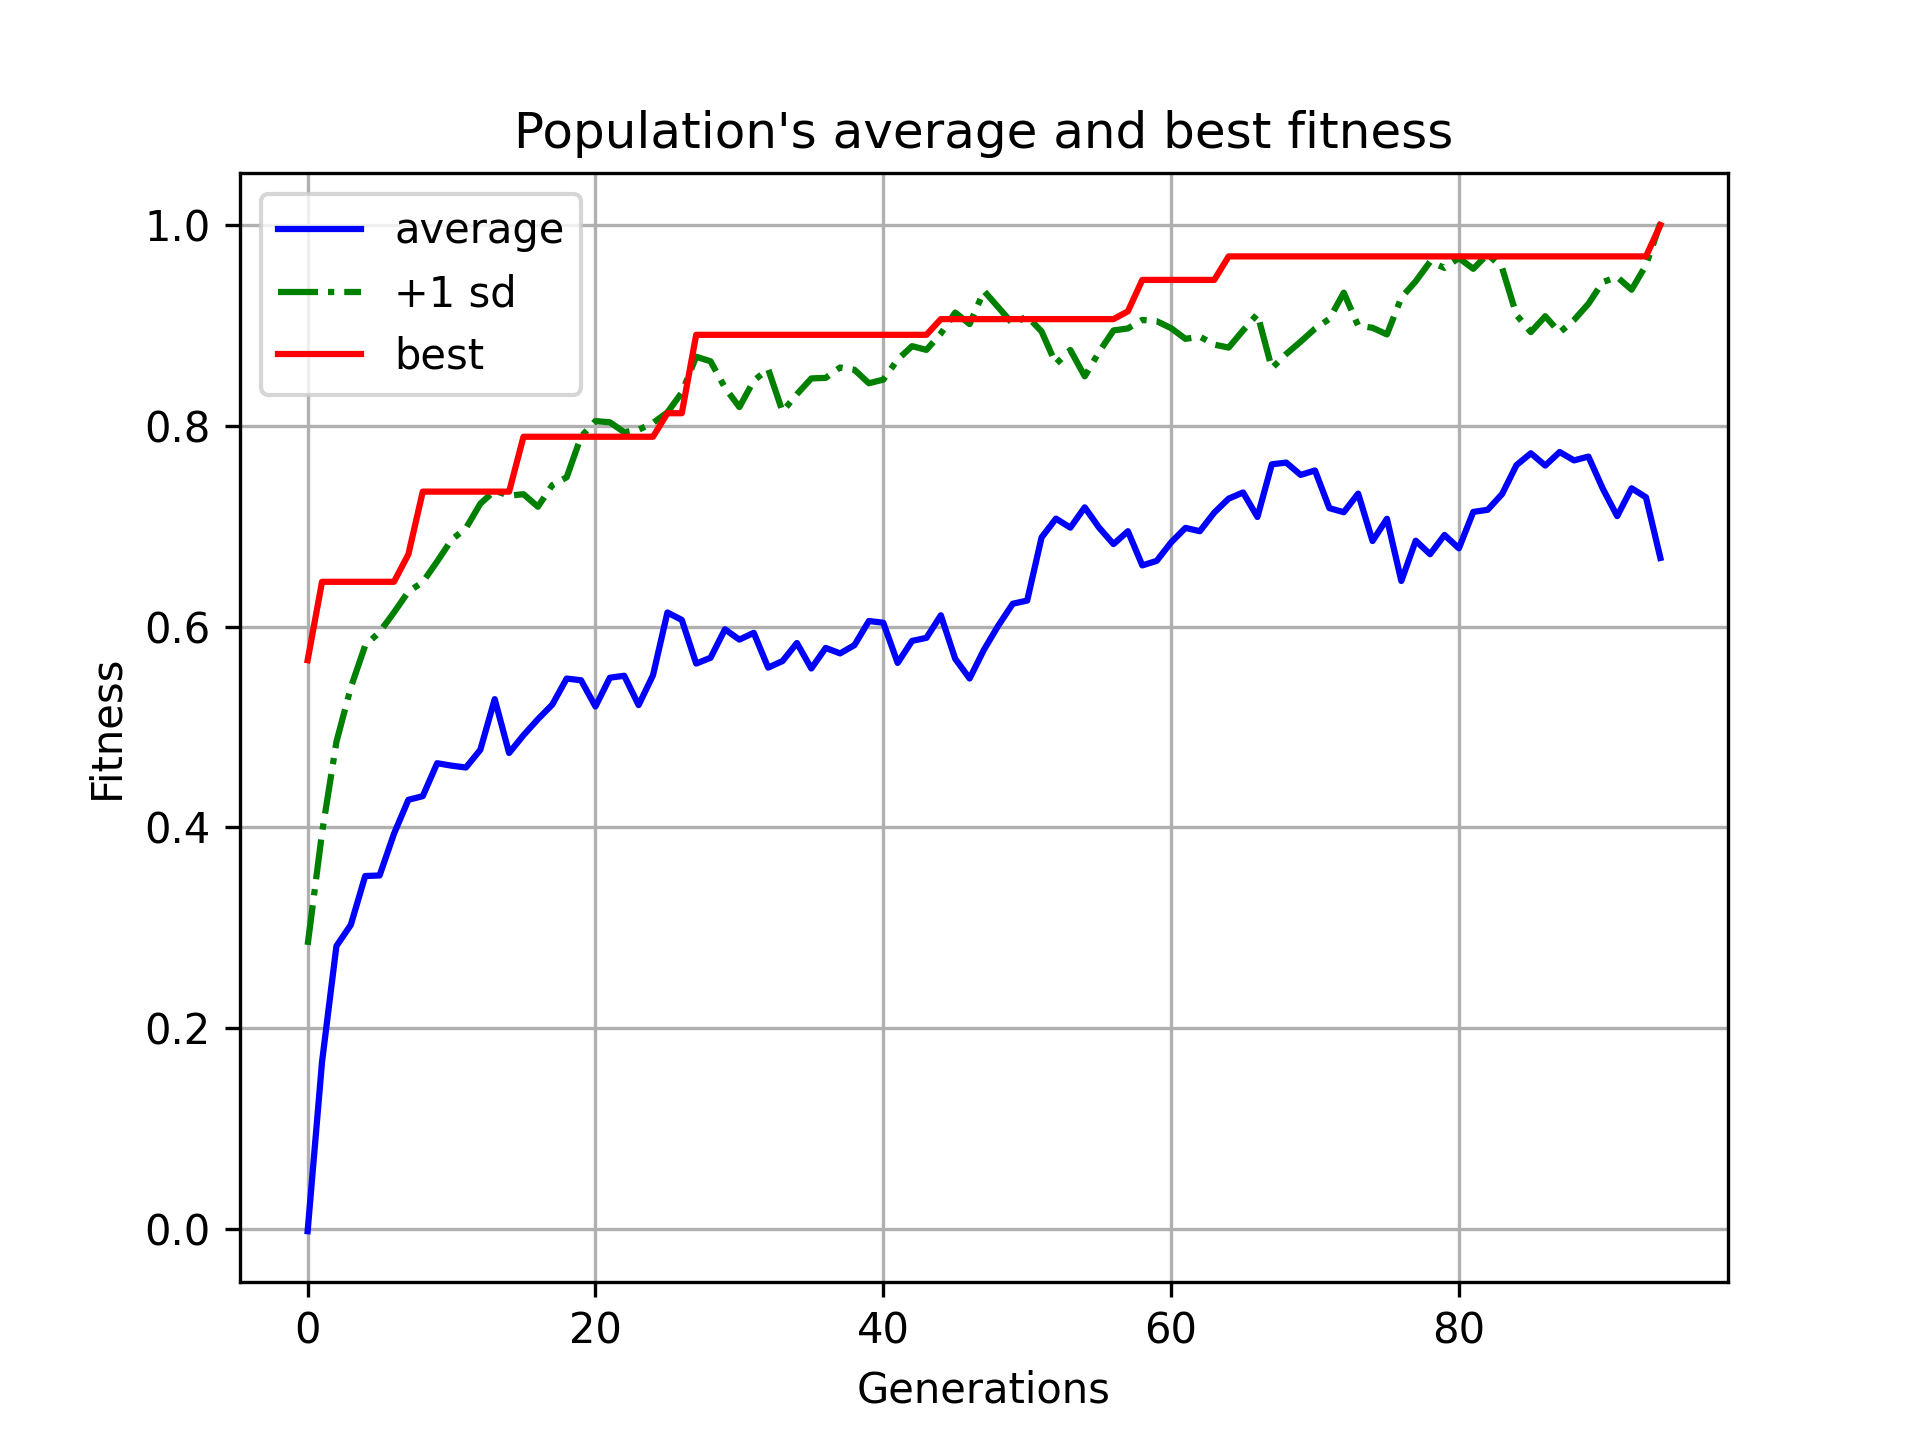 Population's average and best fitness
average
+1 sd
best
1.0
0.8
0.6
0.4
0.2
0.0
Fitness
0 20 40 60 80
Generations